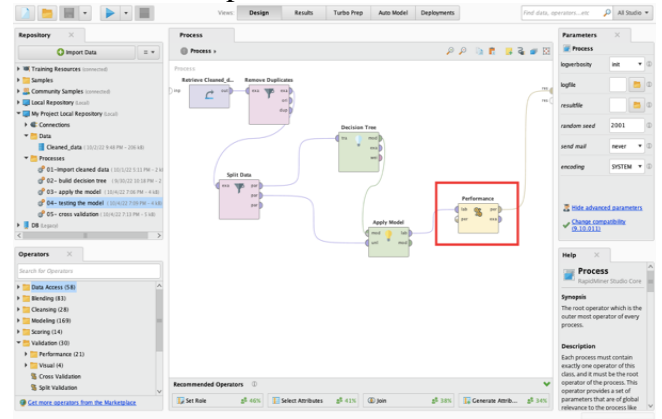 Views:
Design
Results
Turbo Prep
Auto Model
Deployments
Find data, operators...etc
All Studio
Repository
Import Data
Training Resources (connected)
Samples
Community Samples (connected)
Local Repository (Local)
My Project Local Repository (Local)
Connections
Data
Cleaned_data
Processes
01-import cleaned data
02- build decision tree
03- apply the model
04- testing the model
05- cross validation
DB (Legacy)
Operators
Search for Operators
Data Access (58)
Blending (83)
Cleansing (28)
Modeling (169)
Scoring (14)
Validation (30)
Performance (21)
Visual (4)
Cross Validation
Split Validation
Get more operators from the Marketplace
Process
Process
Process
Retrieve Cleaned_d...
Remove Duplicates
Split Data
Decision Tree
Apply Model
Performance
Recommended Operators
Set Role
46%
Select Attributes
41%
Join
38%
Generate Attrib...
34%
Parameters
Process
logverbosity
init
logfile
resultfile
random seed
2001
send mail
never
encoding
SYSTEM
Hide advanced parameters
Change compatibility
(9.10.011)
Help
Process
RapidMiner Studio Core
Synopsis
The root operator which is the
outer most operator of every
process.
Description
Each process must contain
exactly one operator of this
class, and it must be the root
operator of the process. This
operator provides a set of
parameters that are of global
relevance to the process like